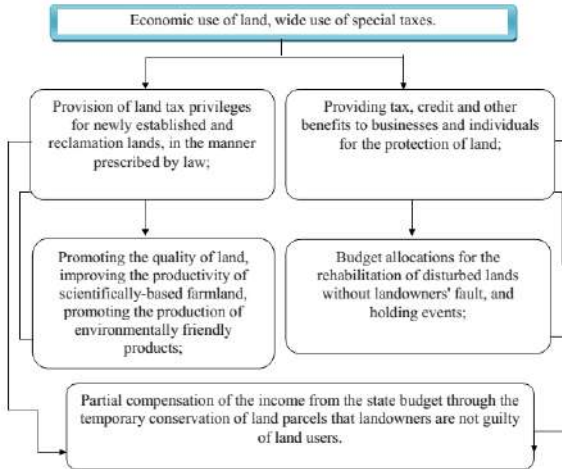 Economic use of land, wide use of special taxes.
Provision of land tax privileges
for newly established and
reclamation lands, in the manner
prescribed by law;
Providing tax, credit and other
benefits to businesses and individuals
for the protection of land;
Promoting the quality of land,
improving the productivity of
scientifically-based farmland,
promoting the production of
environmentally friendly
products;
Budget allocations for the
rehabilitation of disturbed lands
without landowners' fault, and
holding events;
Partial compensation of the income from the state budget through the
temporary conservation of land parcels that landowners are not guilty
of land users.